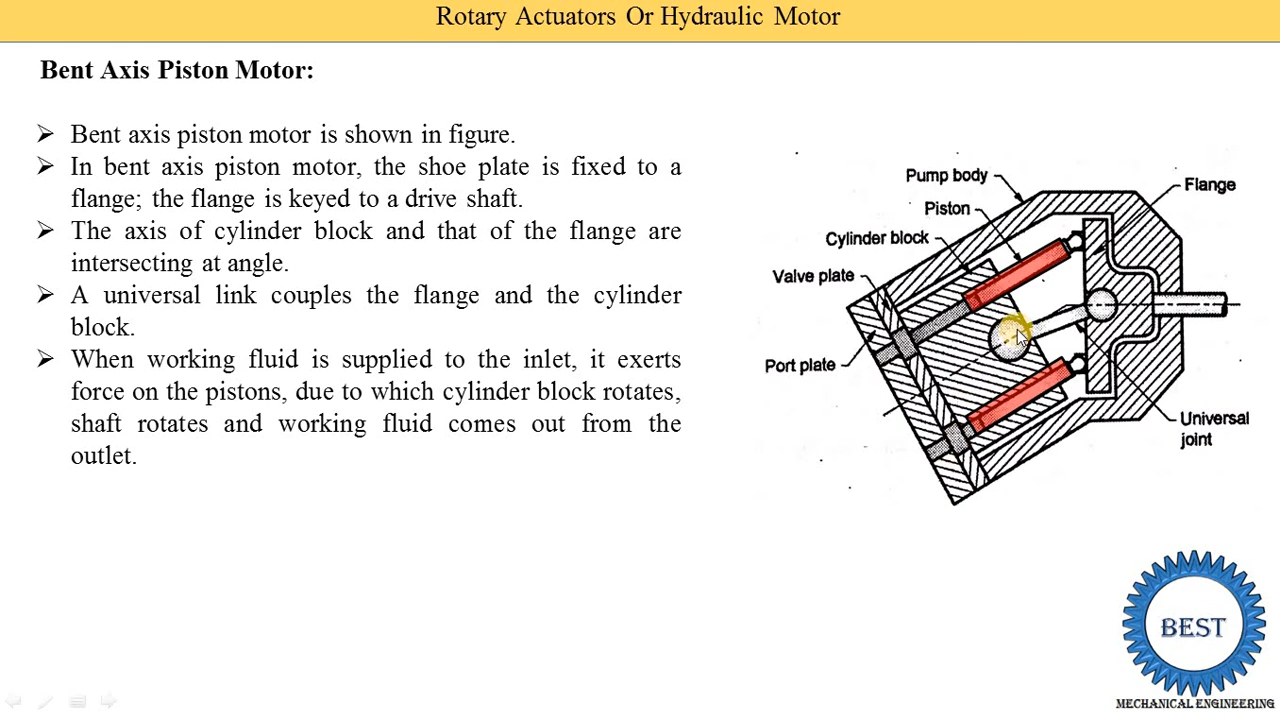 Rotary Actuators Or Hydraulic Motor
Bent Axis Piston Motor:
Bent axis piston motor is shown in figure.
In bent axis piston motor, the shoe plate is fixed to a
flange; the flange is keyed to a drive shaft.
The axis of cylinder block and that of the flange are
intersecting at angle.
A universal link couples the flange and the cylinder
block.
When working fluid is supplied to the inlet, it exerts
force on the pistons, due to which cylinder block rotates,
shaft rotates and working fluid comes out from the
outlet.
Pump body
Flange
Piston
Cylinder block
Valve plate
Port plate
Universal
joint
BEST
MECHANICAL ENGINEERING